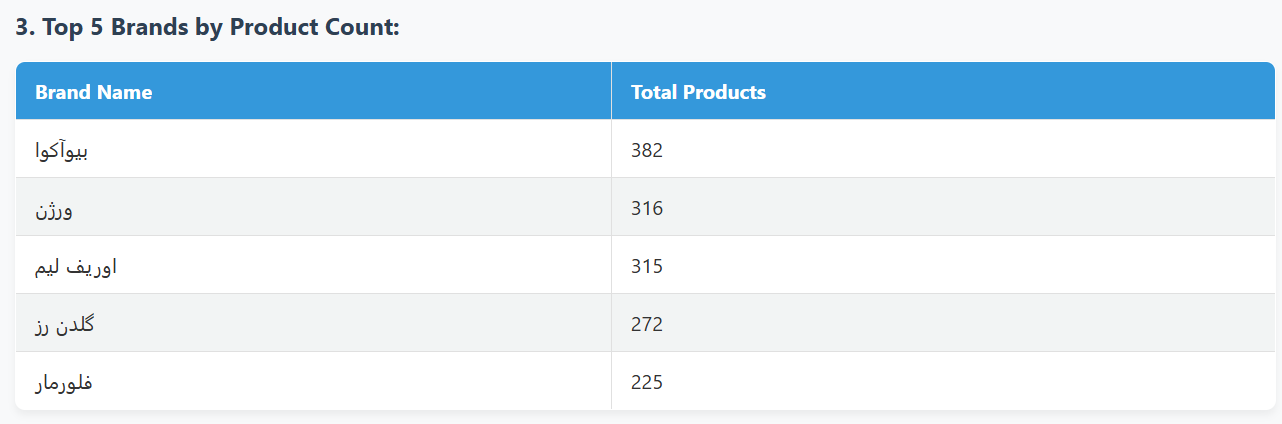 3. Top 5 Brands by Product Count:
Brand Name Total Products
بیوآکوا 382
ورژن 316
اوریف لیم 315
گلدن رز 272
فلورمار 225